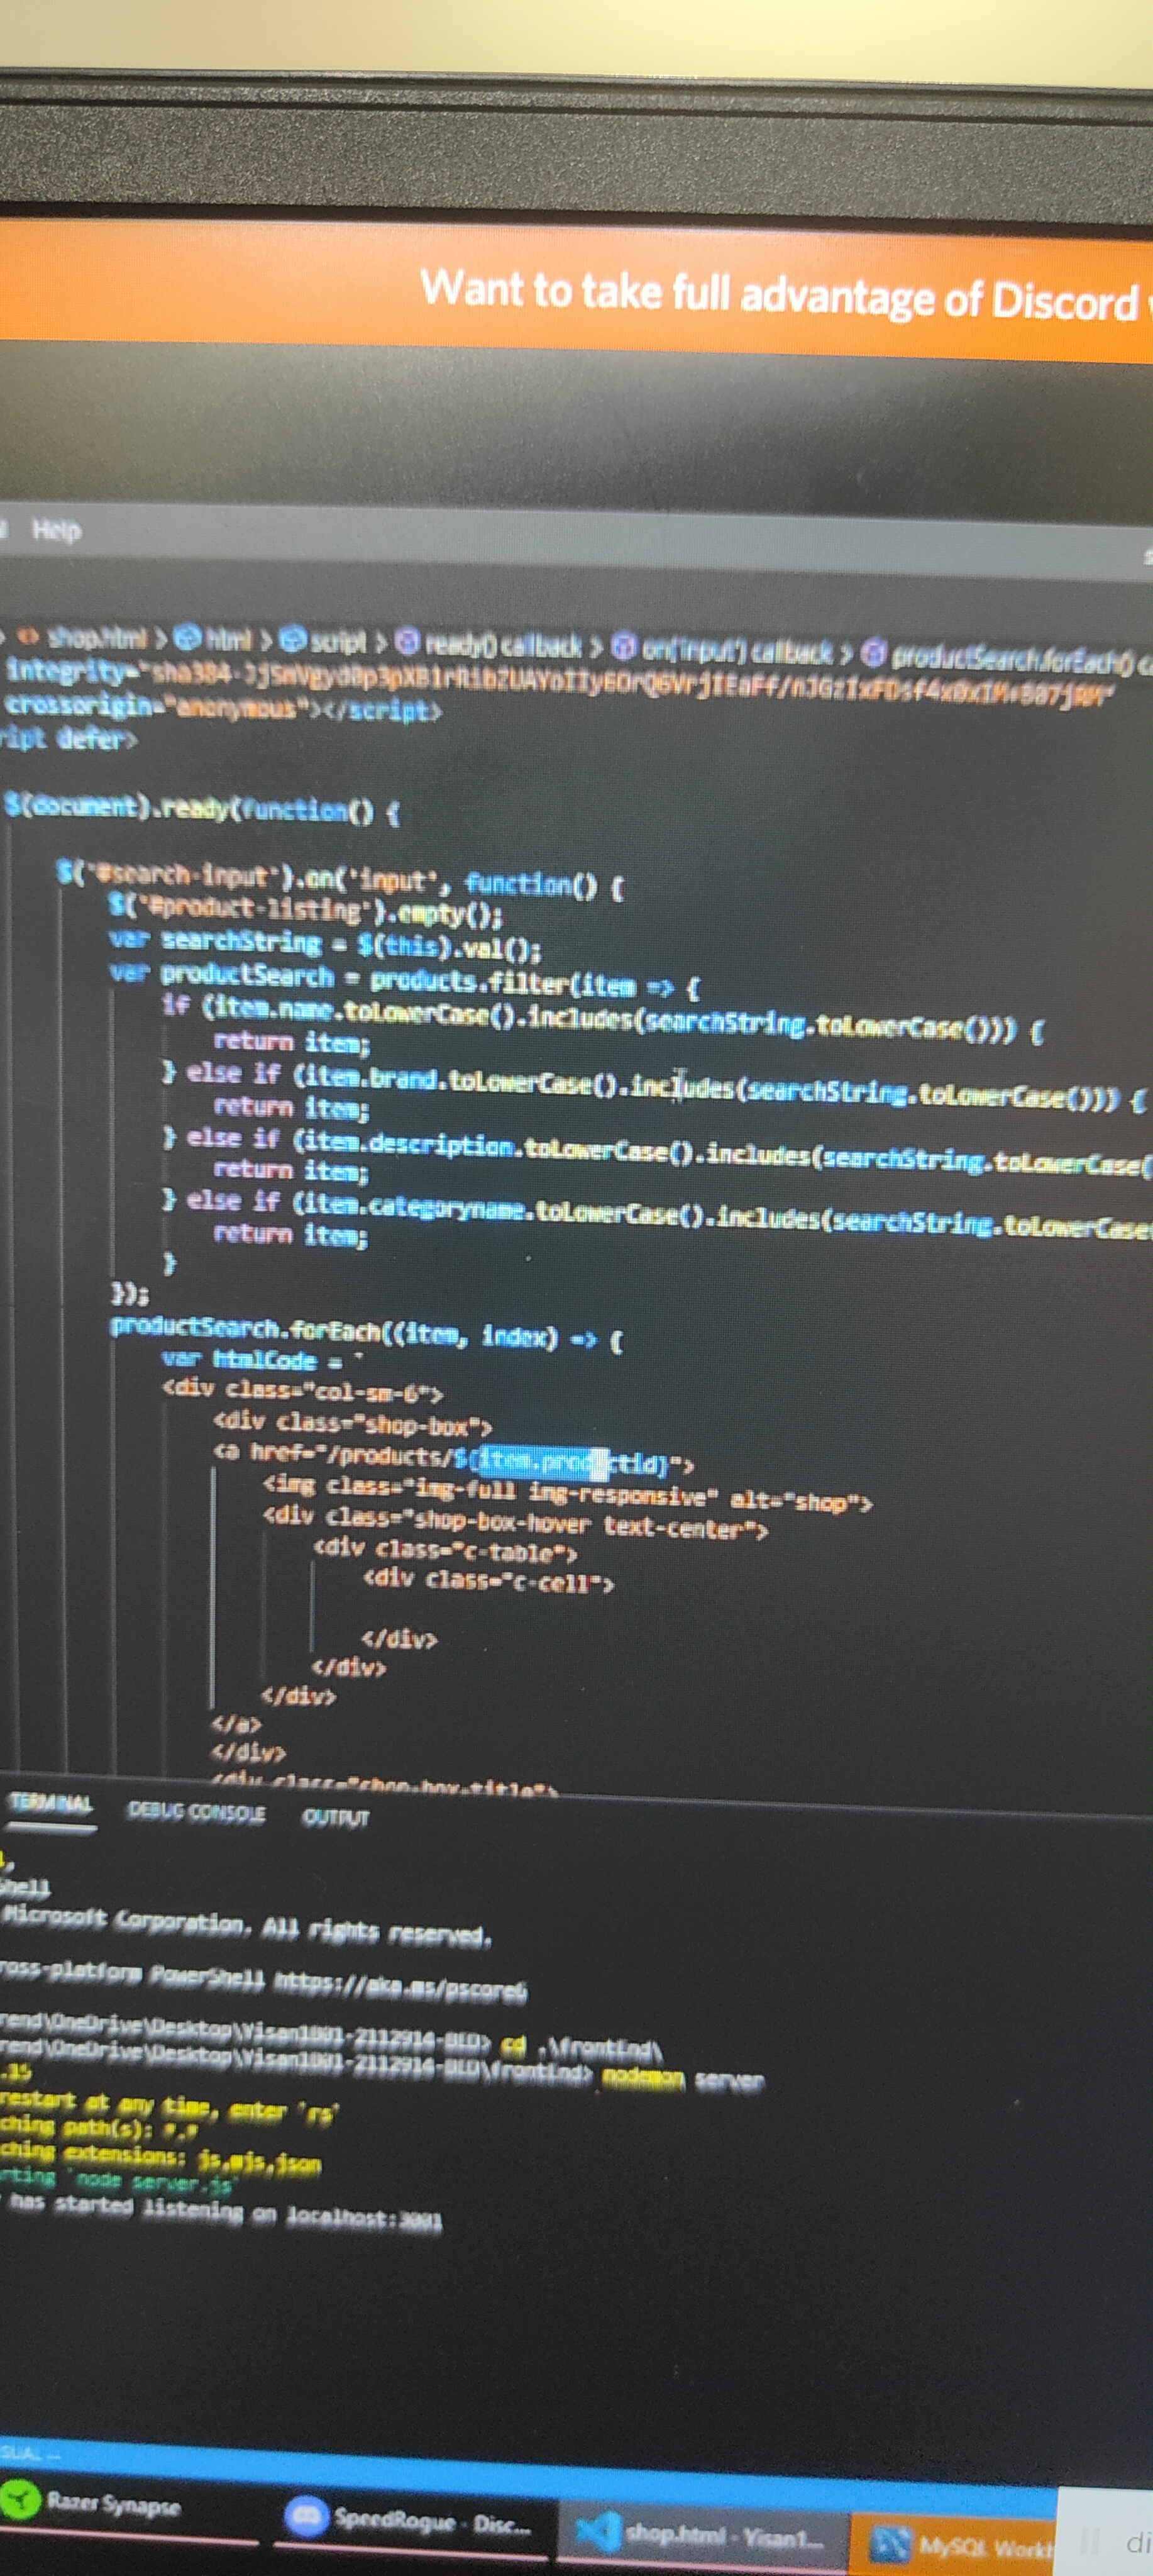 Want to take full advantage of Discord
Help
shop.html > html > script > ready() callback > on('input') callback > productSearch.forEach()
crossorigin="anonymous"></script>
ript defer>
$(document).ready(function() {
$('#search-input').on('input', function() {
$('#product-listing').empty();
var searchString = $(this).val();
var productSearch = products.filter(item => {
if (item.name.toLowerCase().includes(searchString.toLowerCase())) {
return item;
} else if (item.brand.toLowerCase().includes(searchString.toLowerCase())) {
return item;
} else if (item.description.toLowerCase().includes(searchString.toLowerCase(
return item;
} else if (item.categoryname.toLowerCase().includes(searchString.toLowerCase
return item;
}
});
productSearch.forEach((item, index) => {
var htmlCode = `
<div class="col-sm-6">
<div class="shop-box">
<a href="/products/${item.productid}">
<img class="img-full img-responsive" alt="shop">
<div class="shop-box-hover text-center">
<div class="c-table">
<div class="c-cell">
</div>
</div>
</div>
</a>
</div>
<div class="shop-box-title">
TERMINAL DEBUG CONSOLE OUTPUT
Shell
Microsoft Corporation. All rights reserved.
ross-platform PowerShell https://aka.ms/pscore6
rend\OneDrive\Desktop\Yisan1001-2112914-BED> cd .\frontEnd\
rend\OneDrive\Desktop\Yisan1001-2112914-BED\frontEnd> nodemon server
.15
restart at any time, enter `rs`
ching path(s): *.*
ching extensions: js,mjs,json
rting `node server.js`
has started listening on localhost:3001
SUAL --
Razer Synapse
SpeedRogue - Disc...
shop.html - Yisan1...
MySQL Workb
di